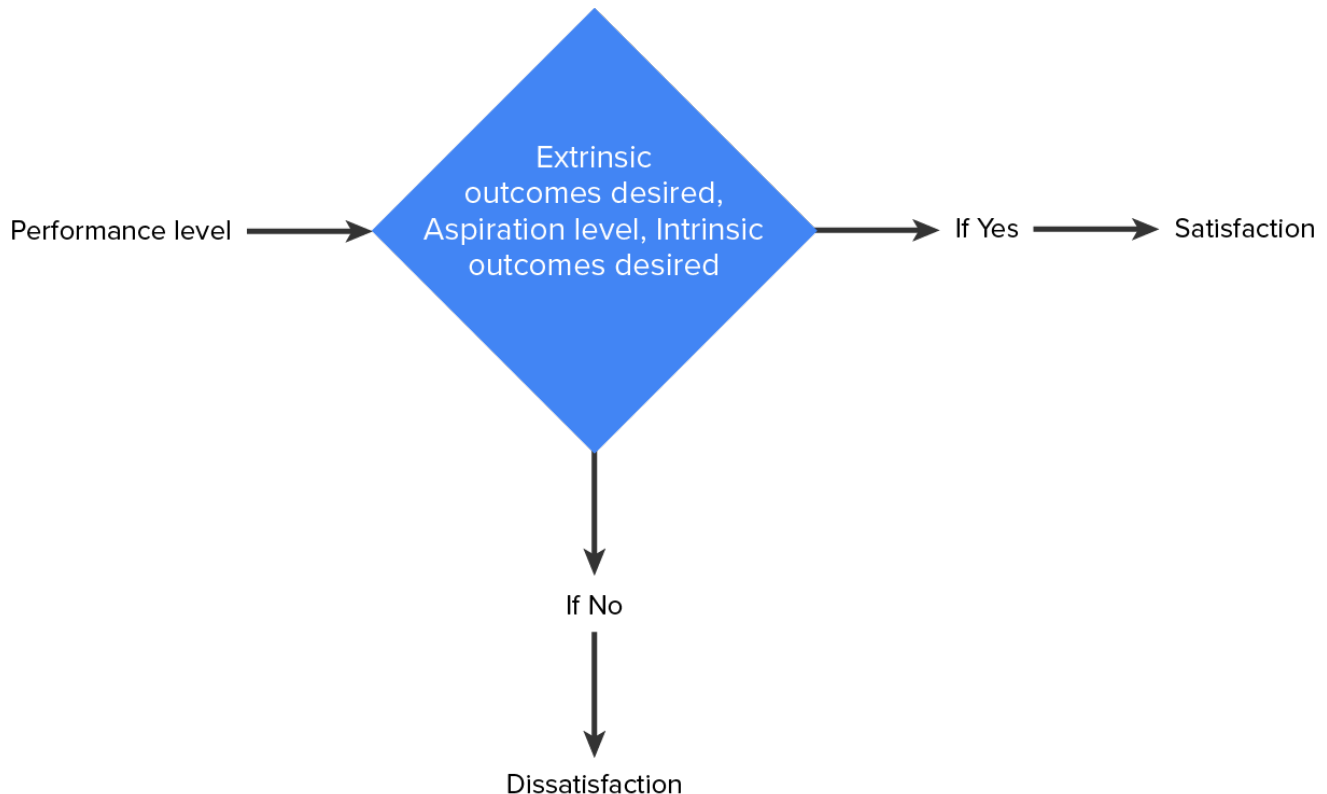 Extrinsic
outcomes desired,
Aspiration level, Intrinsic
outcomes desired
Performance level
If Yes
Satisfaction
If No
Dissatisfaction